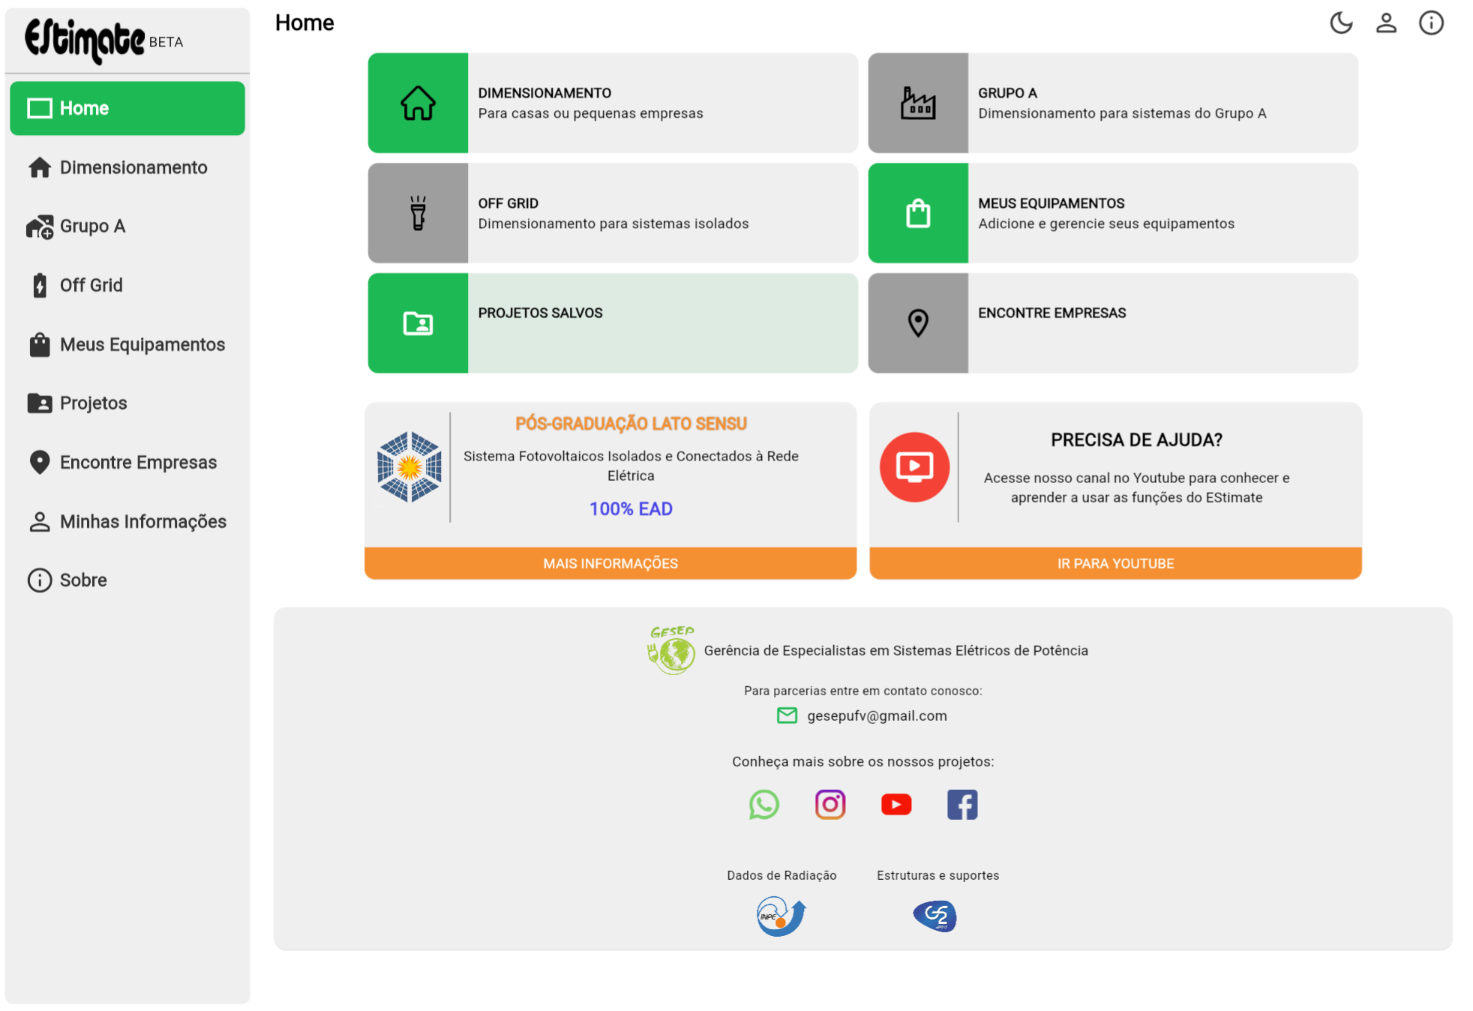 EStimate BETA
Home
Dimensionamento
Grupo A
Off Grid
Meus Equipamentos
Projetos
Encontre Empresas
Minhas Informações
Sobre
Home
DIMENSIONAMENTO
Para casas ou pequenas empresas
GRUPO A
Dimensionamento para sistemas do Grupo A
OFF GRID
Dimensionamento para sistemas isolados
MEUS EQUIPAMENTOS
Adicione e gerencie seus equipamentos
PROJETOS SALVOS
ENCONTRE EMPRESAS
PÓS-GRADUAÇÃO LATO SENSU
Sistema Fotovoltaicos Isolados e Conectados à Rede
Elétrica
100% EAD
MAIS INFORMAÇÕES
PRECISA DE AJUDA?
Acesse nosso canal no Youtube para conhecer e
aprender a usar as funções do EStimate
IR PARA YOUTUBE
GESEP
Gerência de Especialistas em Sistemas Elétricos de Potência
Para parcerias entre em contato conosco:
gesepufv@gmail.com
Conheça mais sobre os nossos projetos:
Dados de Radiação
INPE
Estruturas e suportes